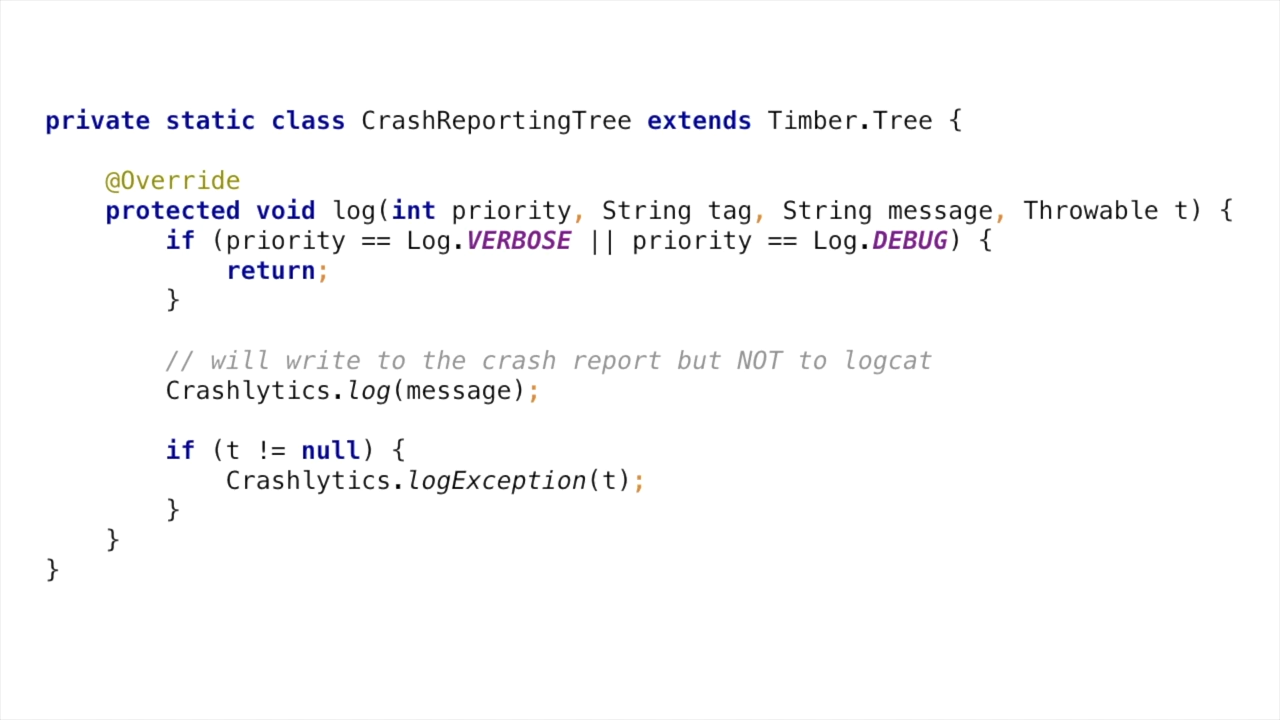 private static class CrashReportingTree extends Timber.Tree {
@Override
protected void log(int priority, String tag, String message, Throwable t) {
if (priority == Log.VERBOSE || priority == Log.DEBUG) {
return;
}
// will write to the crash report but NOT to logcat
Crashlytics.log(message);
if (t != null) {
Crashlytics.logException(t);
}
}
}